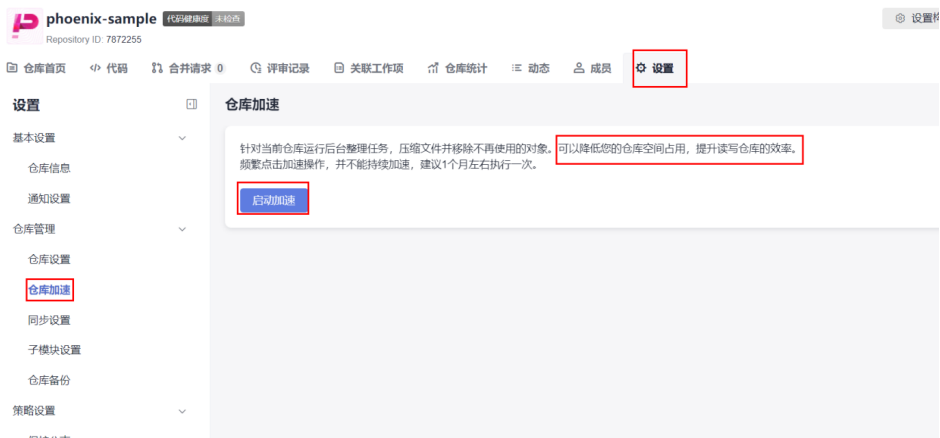 phoenix-sample 代码健康度 未检查
Repository ID: 7872255
设置
仓库首页 代码 合并请求 0 评审记录 关联工作项 仓库统计 动态 成员 设置
设置
仓库加速
基本设置
仓库信息
通知设置
仓库管理
仓库设置
仓库加速
同步设置
子模块设置
仓库备份
策略设置
针对当前仓库运行后台整理任务，压缩文件并移除不再使用的对象。可以降低您的仓库空间占用，提升读写仓库的效率。
频繁点击加速操作，并不能持续加速，建议1个月左右执行一次。
启动加速